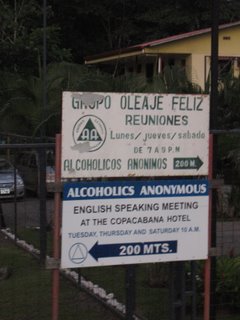 GRUPO OLEAJE FELIZ
REUNIONES
Lunes/jueves/sabado
DE 7 A 9 P.M
AA
ALCOHOLICOS ANONIMOS 200 M.
ALCOHOLICS ANONYMOUS
ENGLISH SPEAKING MEETING
AT THE COPACABANA HOTEL
TUESDAY, THURSDAY AND SATURDAY 10 A.M.
200 MTS.